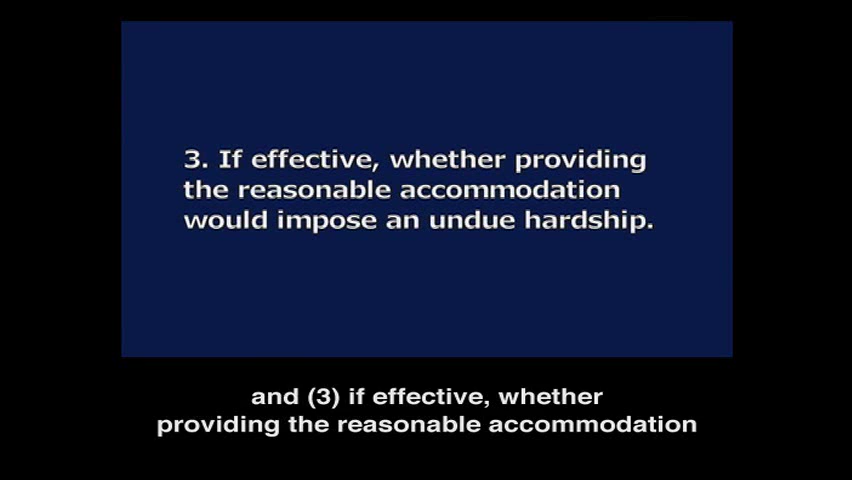 3. If effective, whether providing
the reasonable accommodation
would impose an undue hardship.
and (3) if effective, whether
providing the reasonable accommodation